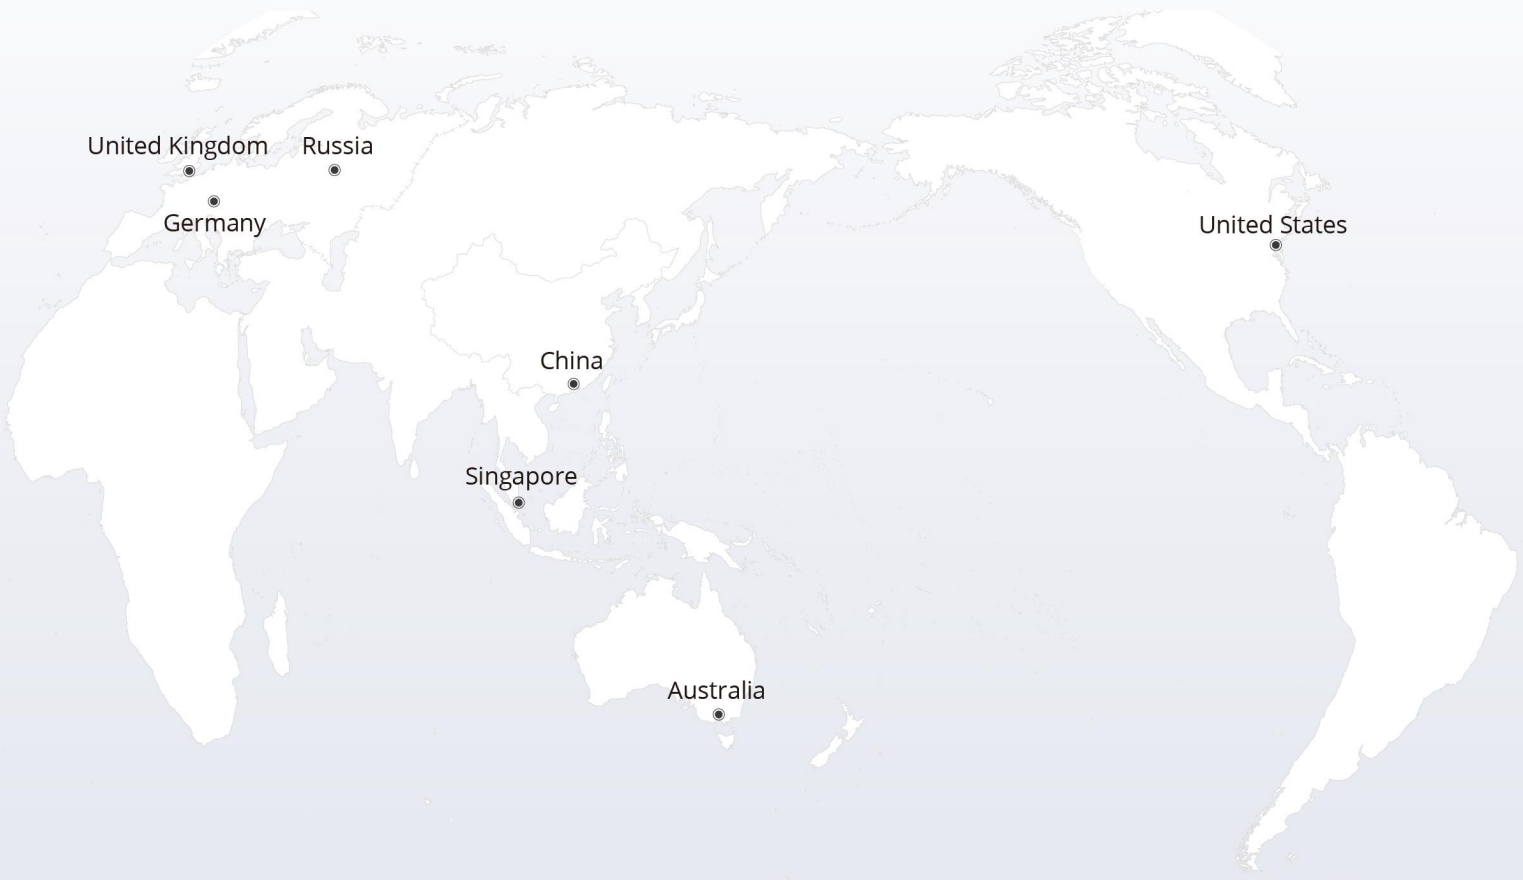 United Kingdom
Russia
Germany
United States
China
Singapore
Australia